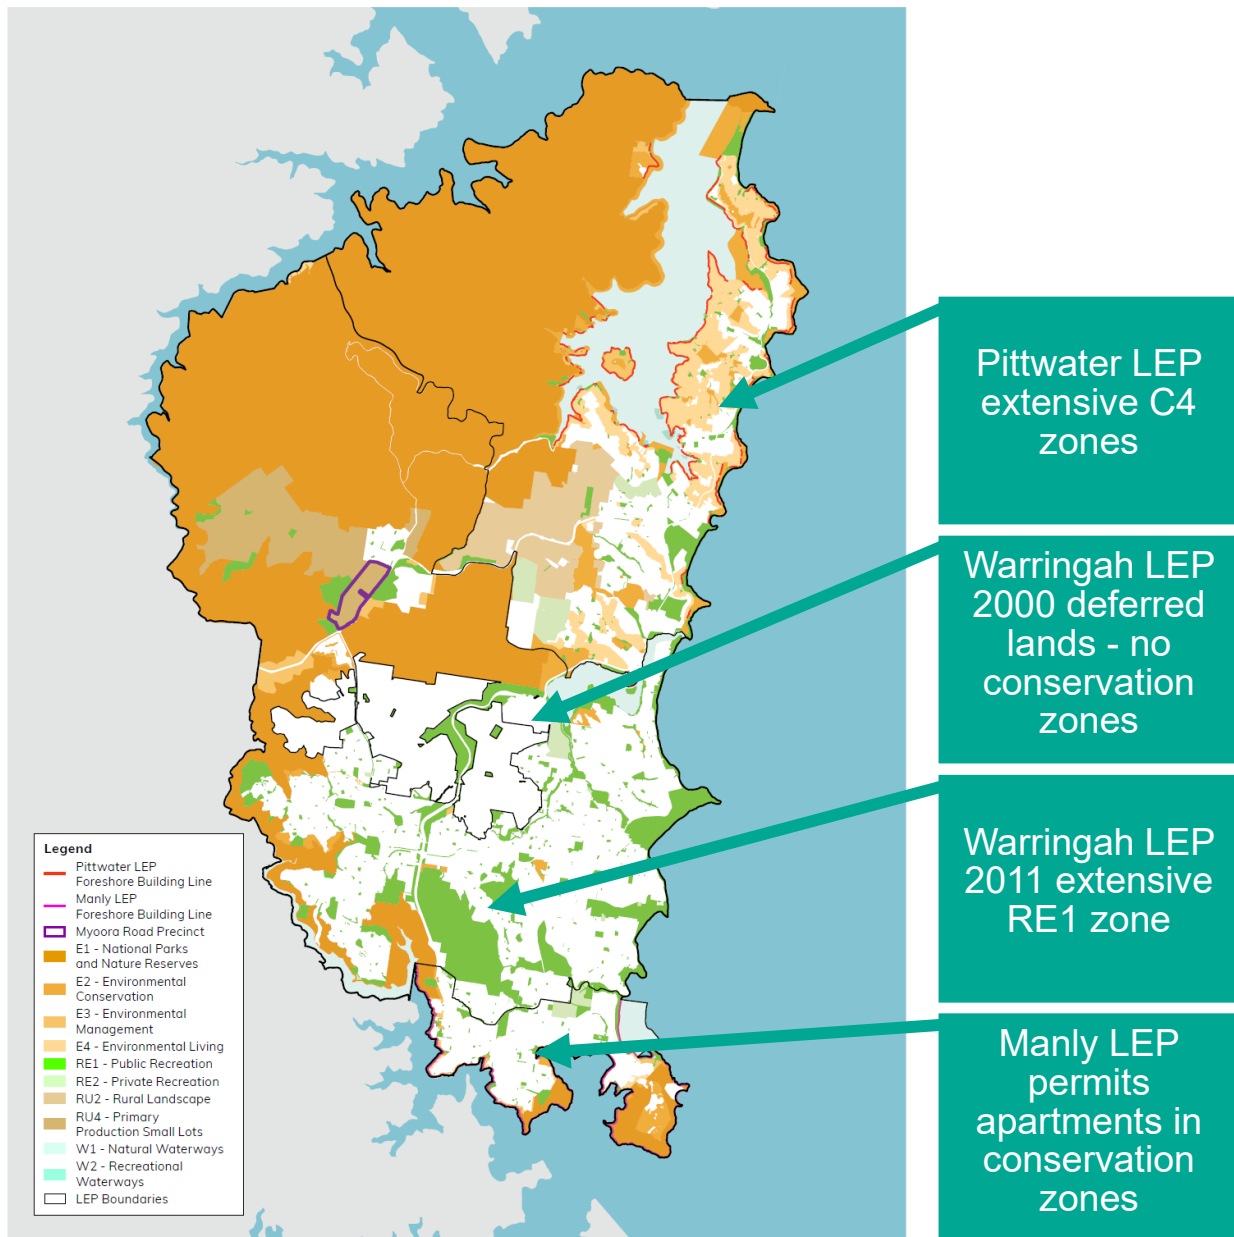 Pittwater LEP
extensive C4
zones
Warringah LEP
2000 deferred
lands - no
conservation
zones
Warringah LEP
2011 extensive
RE1 zone
Manly LEP
permits
apartments in
conservation
zones
Legend
Pittwater LEP
Foreshore Building Line
Manly LEP
Foreshore Building Line
Myoora Road Precinct
E1 - National Parks
and Nature Reserves
E2 - Environmental
Conservation
E3 - Environmental
Management
E4 - Environmental Living
RE1 - Public Recreation
RE2 - Private Recreation
RU2 - Rural Landscape
RU4 - Primary
Production Small Lots
W1 - Natural Waterways
W2 - Recreational
Waterways
LEP Boundaries